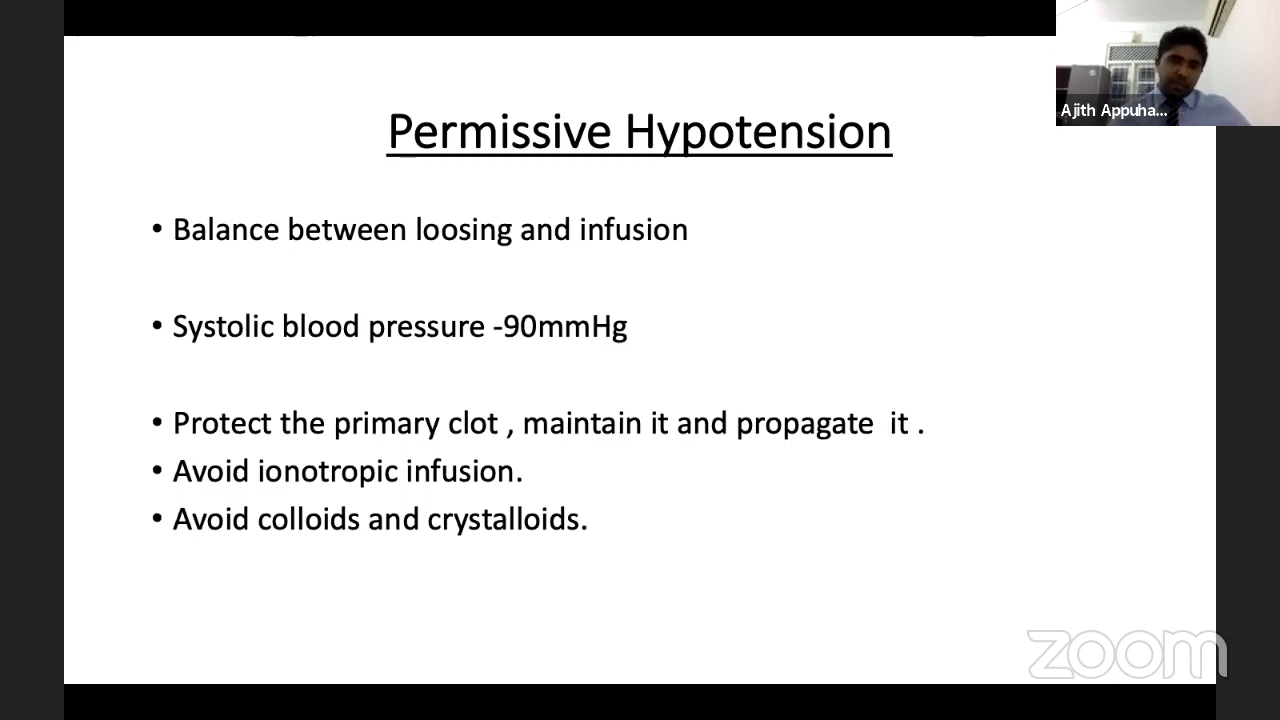 Ajith Appuha...
Permissive Hypotension
• Balance between loosing and infusion
• Systolic blood pressure -90mmHg
• Protect the primary clot , maintain it and propagate  it .
• Avoid ionotropic infusion.
• Avoid colloids and crystalloids.
zoom